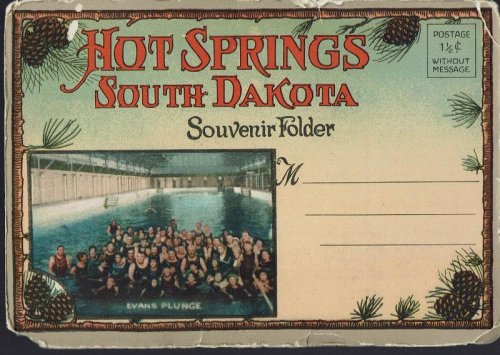 HOT SPRINGS
SOUTH DAKOTA
Souvenir Folder
POSTAGE
1½ ¢
WITHOUT
MESSAGE
M
EVANS PLUNGE